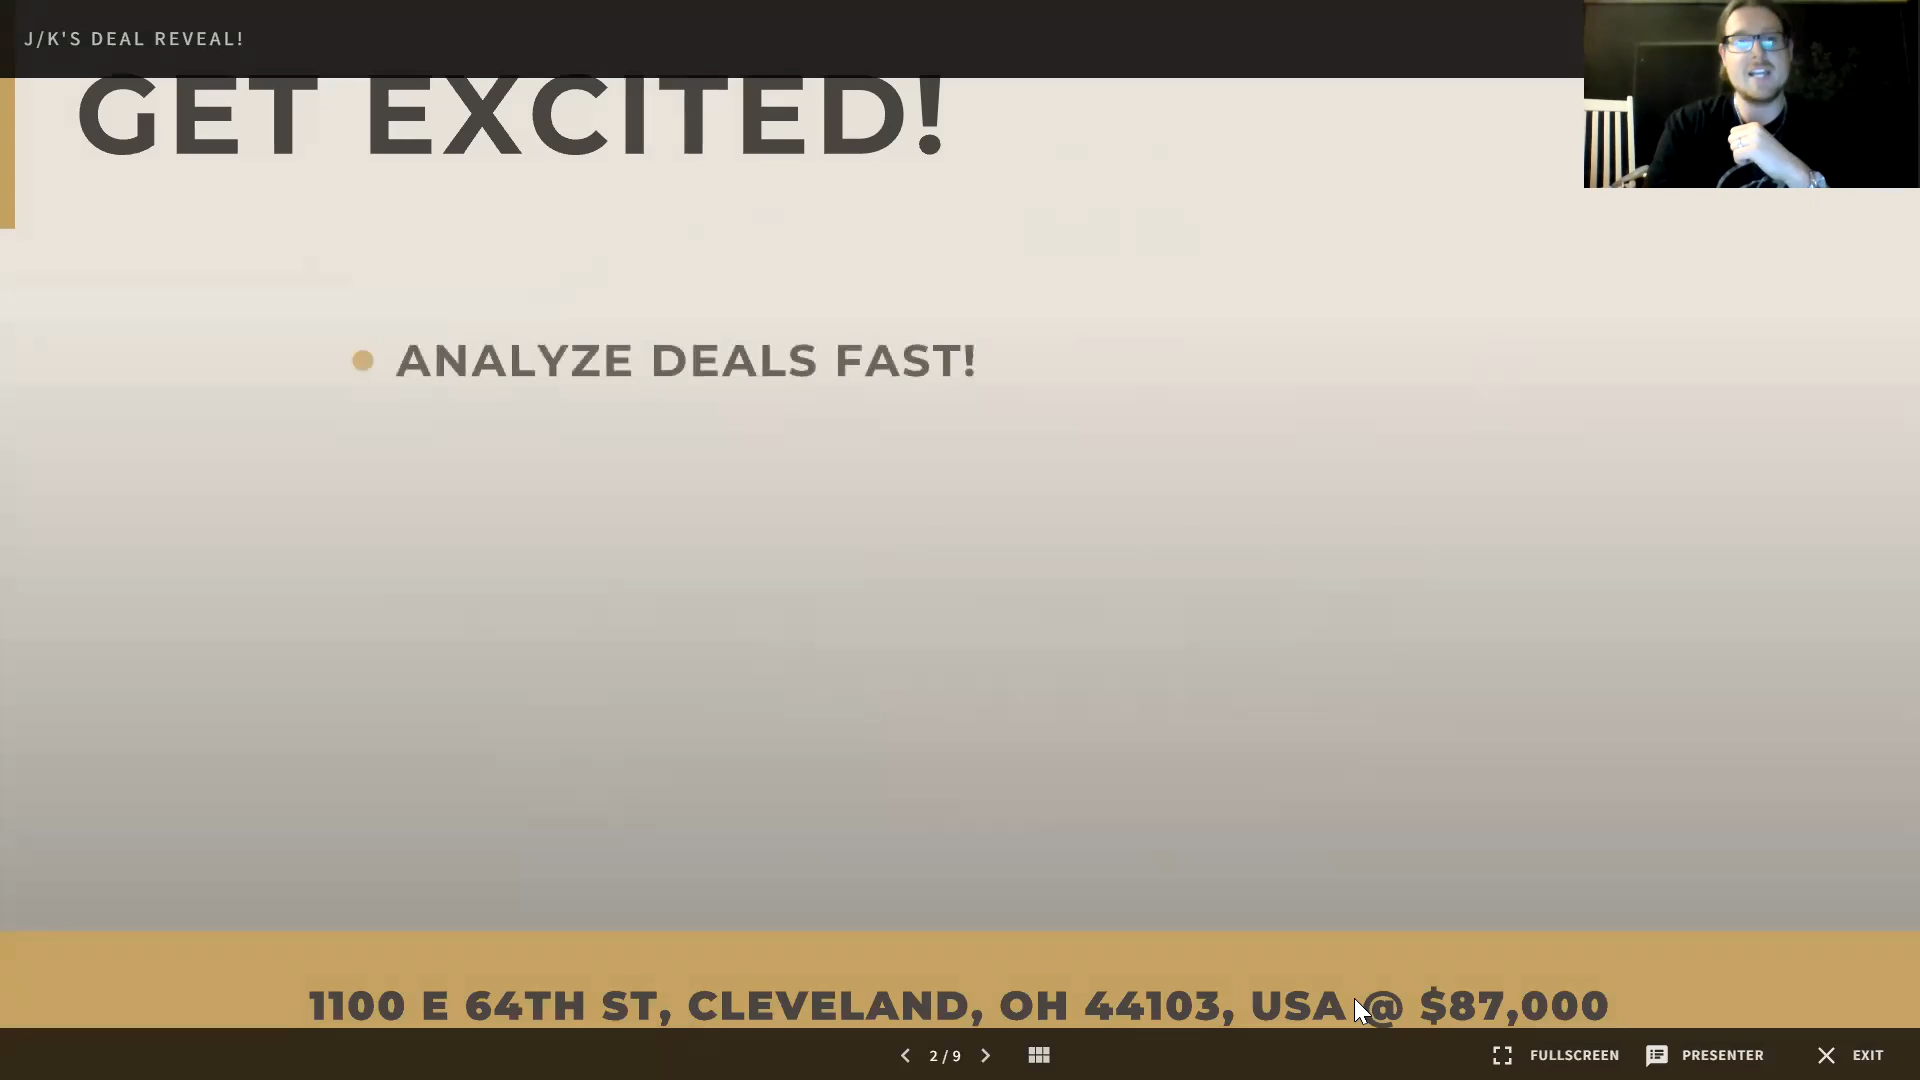 J/K'S DEAL REVEAL!
GET EXCITED!
ANALYZE DEALS FAST!
1100 E 64TH ST, CLEVELAND, OH 44103, USA @ $87,000
2 / 9
FULLSCREEN
PRESENTER
EXIT